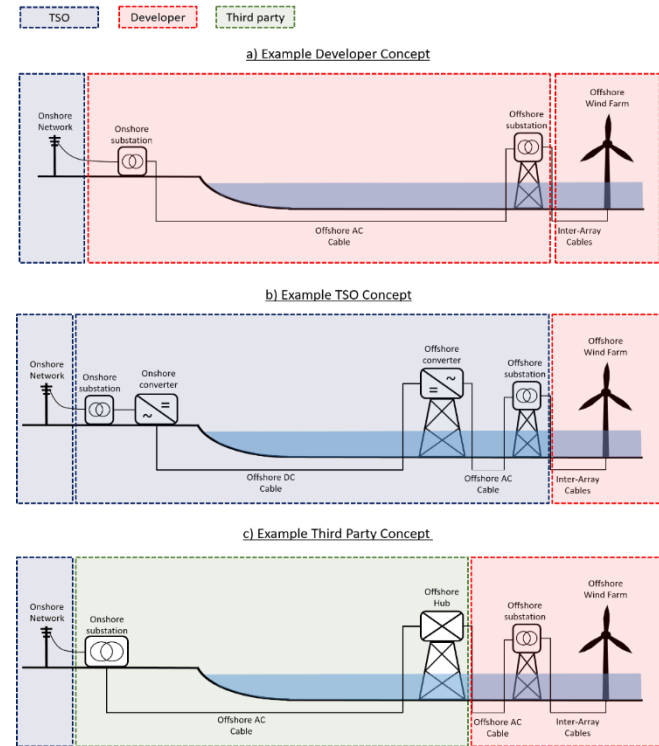 TSO
Developer
Third party
a) Example Developer Concept
Onshore
Network
Onshore
substation
Offshore
substation
Offshore
Wind Farm
Offshore AC
Cable
Inter-Array
Cables
b) Example TSO Concept
Onshore
Network
Onshore
substation
Onshore
converter
~ =
Offshore
converter
= ~
Offshore
substation
Offshore
Wind Farm
Offshore DC
Cable
Offshore AC
Cable
Inter-Array
Cables
c) Example Third Party Concept
Onshore
Network
Onshore
substation
Offshore
Hub
Offshore
substation
Offshore
Wind Farm
Offshore AC
Cable
Offshore AC
Cable
Inter-Array
Cables